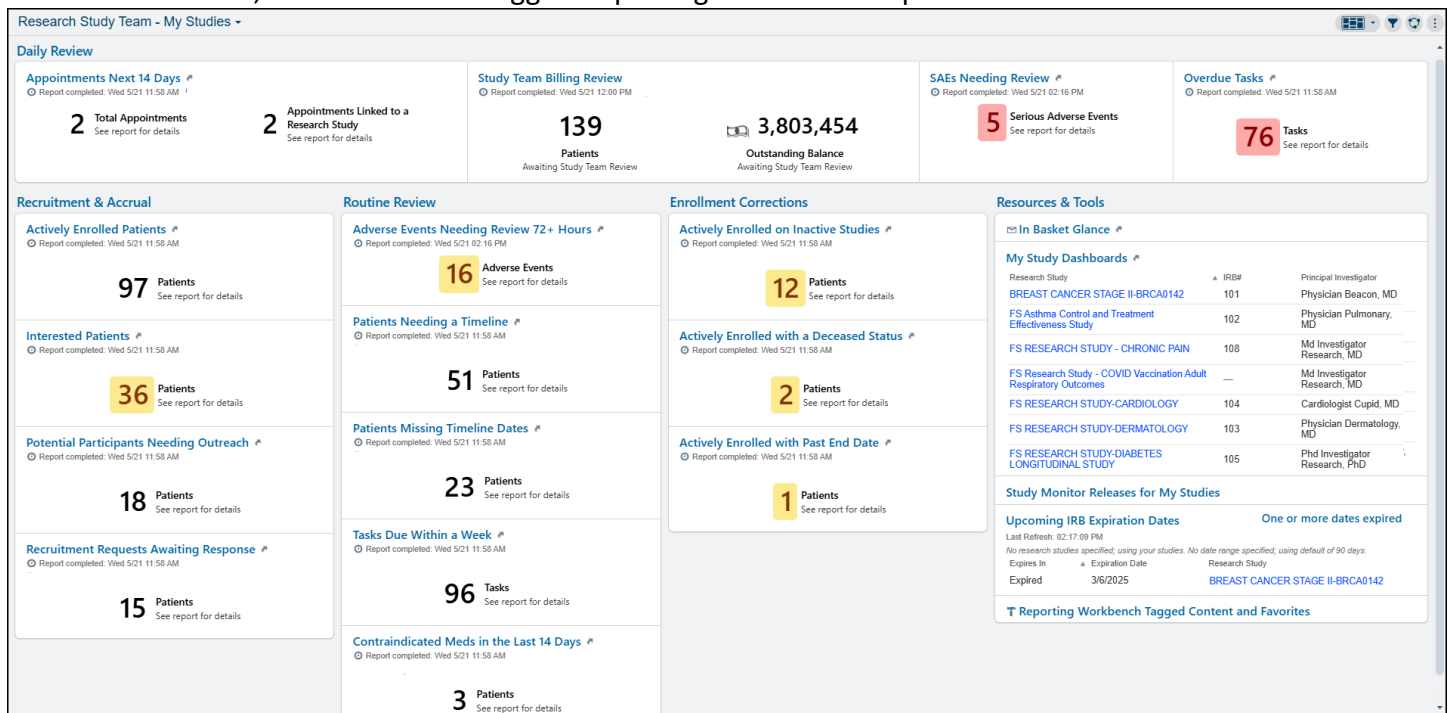 Research Study Team - My Studies
Daily Review
Appointments Next 14 Days
Report completed: Wed 5/21 11:58 AM
2 Total Appointments
See report for details
2 Appointments Linked to a
Research Study
See report for details
Study Team Billing Review
Report completed: Wed 5/21 12:00 PM
139
Patients
Awaiting Study Team Review
3,803,454
Outstanding Balance
Awaiting Study Team Review
SAEs Needing Review
Report completed: Wed 5/21 02:16 PM
5 Serious Adverse Events
See report for details
Overdue Tasks
Report completed: Wed 5/21 11:58 AM
76 Tasks
See report for details
Recruitment & Accrual
Actively Enrolled Patients
Report completed: Wed 5/21 11:58 AM
97 Patients
See report for details
Interested Patients
Report completed: Wed 5/21 11:58 AM
36 Patients
See report for details
Potential Participants Needing Outreach
Report completed: Wed 5/21 11:58 AM
18 Patients
See report for details
Recruitment Requests Awaiting Response
Report completed: Wed 5/21 11:58 AM
15 Patients
See report for details
Routine Review
Adverse Events Needing Review 72+ Hours
Report completed: Wed 5/21 02:16 PM
16 Adverse Events
See report for details
Patients Needing a Timeline
Report completed: Wed 5/21 11:58 AM
51 Patients
See report for details
Patients Missing Timeline Dates
Report completed: Wed 5/21 11:58 AM
23 Patients
See report for details
Tasks Due Within a Week
Report completed: Wed 5/21 11:58 AM
96 Tasks
See report for details
Contraindicated Meds in the Last 14 Days
Report completed: Wed 5/21 11:58 AM
3 Patients
See report for details
Enrollment Corrections
Actively Enrolled on Inactive Studies
Report completed: Wed 5/21 11:58 AM
12 Patients
See report for details
Actively Enrolled with a Deceased Status
Report completed: Wed 5/21 11:58 AM
2 Patients
See report for details
Actively Enrolled with Past End Date
Report completed: Wed 5/21 11:58 AM
1 Patients
See report for details
Resources & Tools
In Basket Glance
My Study Dashboards
Research Study IRB# Principal Investigator
BREAST CANCER STAGE II-BRCA0142 101 Physician Beacon, MD
FS Asthma Control and Treatment
Effectiveness Study 102 Physician Pulmonary,
MD
FS RESEARCH STUDY - CHRONIC PAIN 108 Md Investigator
Research, MD
FS Research Study - COVID Vaccination Adult
Respiratory Outcomes — Md Investigator
Research, MD
FS RESEARCH STUDY-CARDIOLOGY 104 Cardiologist Cupid, MD
FS RESEARCH STUDY-DERMATOLOGY 103 Physician Dermatology,
MD
FS RESEARCH STUDY-DIABETES
LONGITUDINAL STUDY 105 Phd Investigator
Research, PhD
Study Monitor Releases for My Studies
Upcoming IRB Expiration Dates One or more dates expired
Last Refresh: 02:17:09 PM
No research studies specified; using your studies. No date range specified; using default of 90 days.
Expires In Expiration Date Research Study
Expired 3/6/2025 BREAST CANCER STAGE II-BRCA0142
Reporting Workbench Tagged Content and Favorites